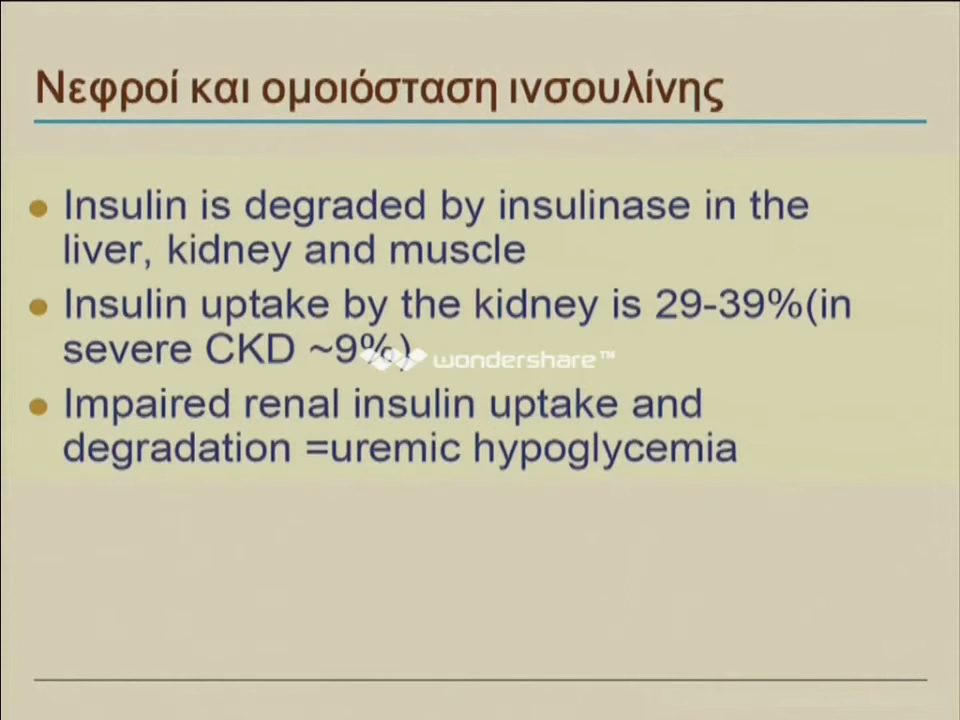 Νεφροί και ομοιόσταση ινσουλίνης
Insulin is degraded by insulinase in the
liver, kidney and muscle
Insulin uptake by the kidney is 29-39%(in
severe CKD ~9%)
wondershare™
Impaired renal insulin uptake and
degradation =uremic hypoglycemia